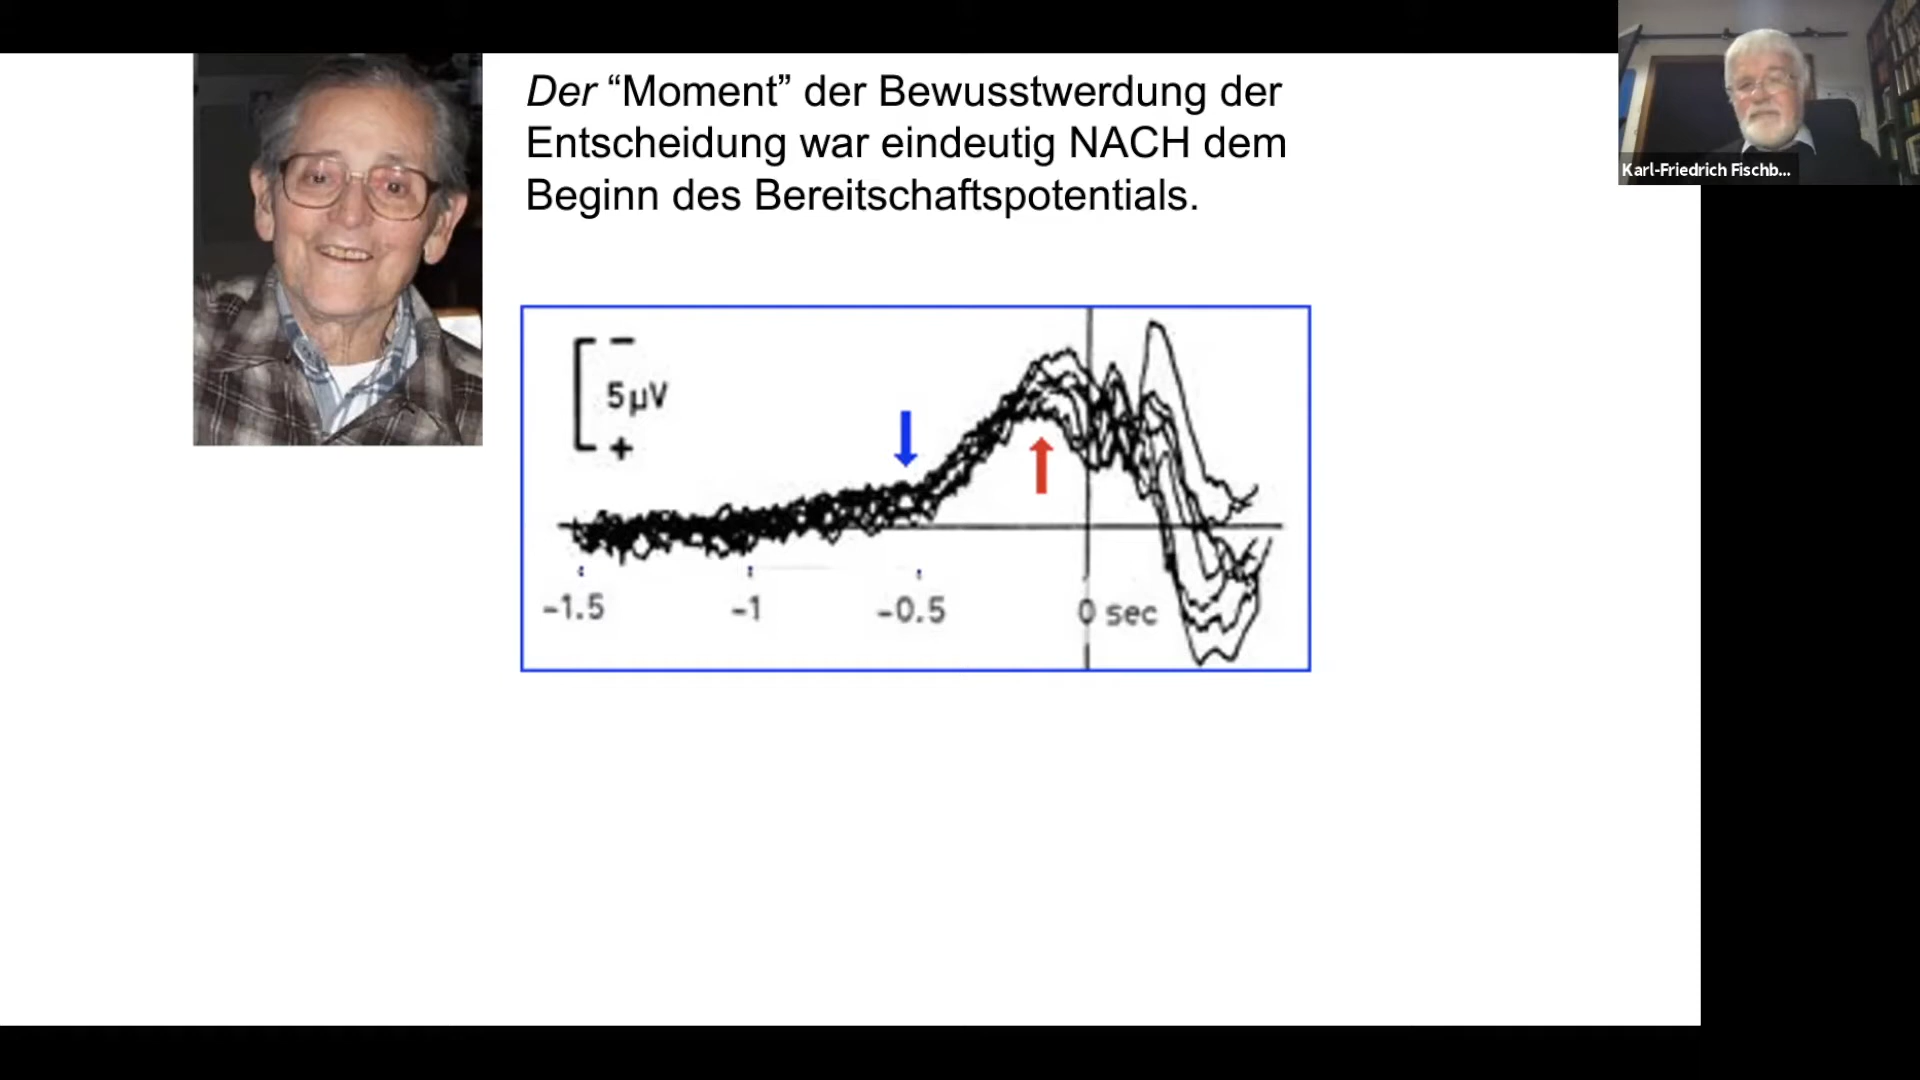 Der “Moment” der Bewusstwerdung der
Entscheidung war eindeutig NACH dem
Beginn des Bereitschaftspotentials.
Karl-Friedrich Fischb...
−
5µV
+
-1.5 -1 -0.5 0 sec